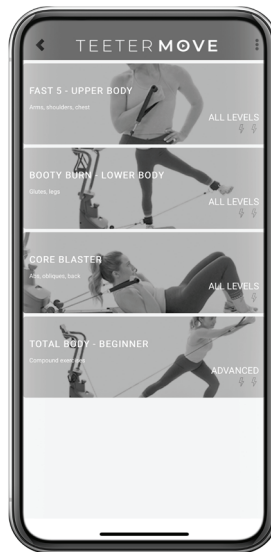 TEETER MOVE
FAST 5 - UPPER BODY
Arms, shoulders, chest
ALL LEVELS
BOOTY BURN - LOWER BODY
Glutes, legs
ALL LEVELS
CORE BLASTER
Abs, obliques, back
ALL LEVELS
TOTAL BODY - BEGINNER
Compound exercises
ADVANCED